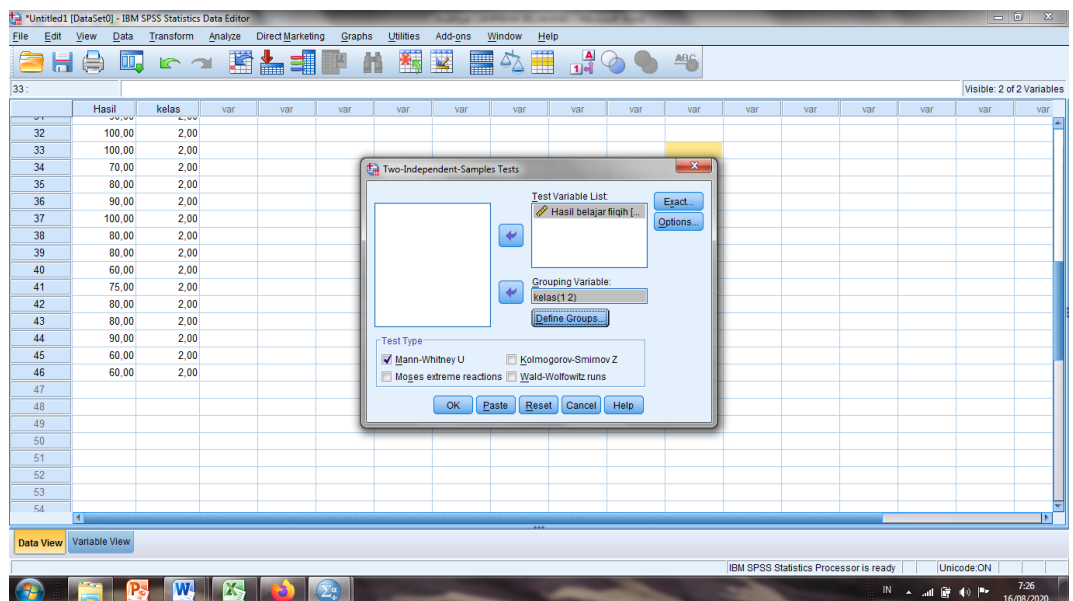 *Untitled1 [DataSet0] - IBM SPSS Statistics Data Editor
File Edit View Data Transform Analyze Direct Marketing Graphs Utilities Add-ons Window Help
33 :
Visible: 2 of 2 Variables
Hasil kelas var var var var var var var var var var var var var var
32 100,00 2,00
33 100,00 2,00
34 70,00 2,00
35 80,00 2,00
36 90,00 2,00
37 100,00 2,00
38 80,00 2,00
39 80,00 2,00
40 60,00 2,00
41 75,00 2,00
42 80,00 2,00
43 80,00 2,00
44 90,00 2,00
45 60,00 2,00
46 60,00 2,00
47
48
49
50
51
52
53
54
Two-Independent-Samples Tests
Test Variable List:
Hasil belajar fiiqih [...
Exact...
Options...
Grouping Variable:
kelas(1 2)
Define Groups...
Test Type
Mann-Whitney U Kolmogorov-Smirnov Z
Moses extreme reactions Wald-Wolfowitz runs
OK Paste Reset Cancel Help
Data View Variable View
IBM SPSS Statistics Processor is ready Unicode:ON
IN 7:26
16/08/2020